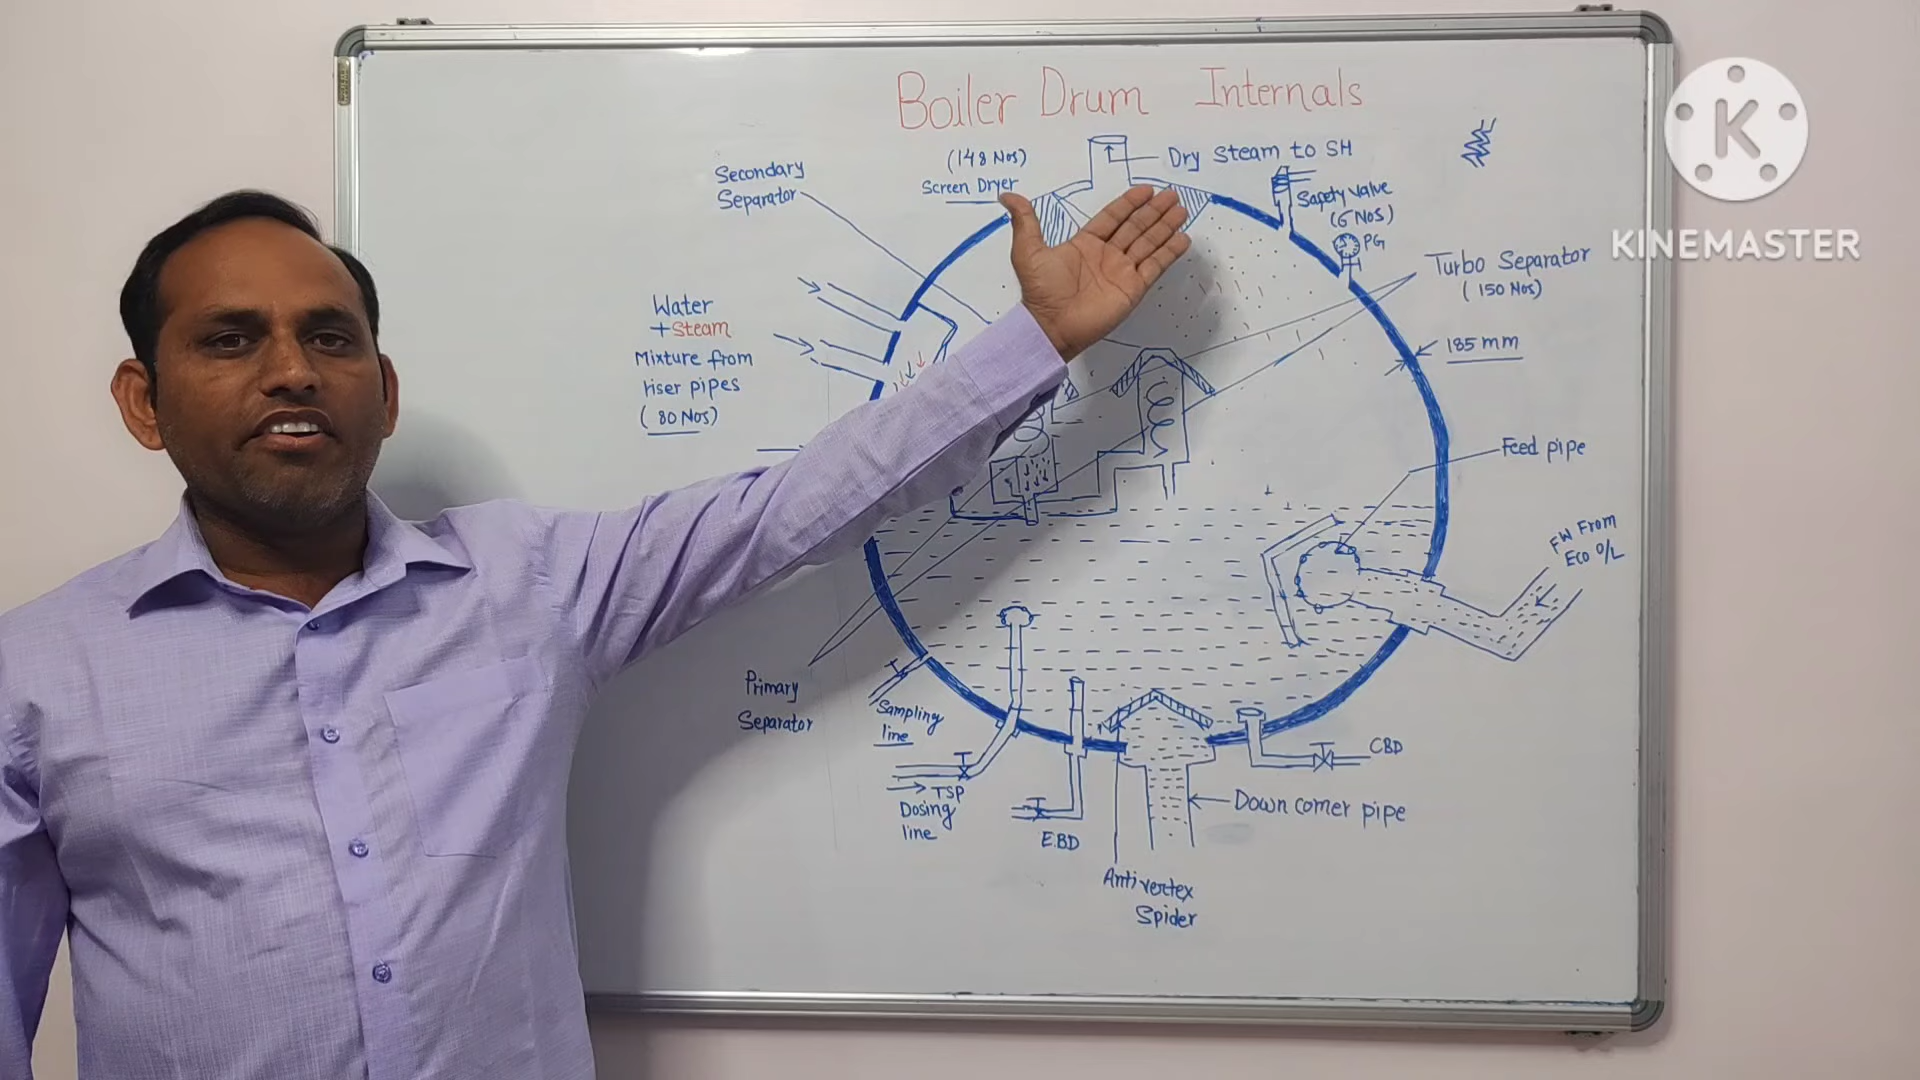 Boiler Drum Internals
Secondary
Separator
(148 Nos)
Screen Dryer
Dry Steam to SH
Safety valve
(6 Nos)
PG
K
KINEMASTER
Turbo Separator
(150 Nos)
Water
+Steam
Mixture from
riser pipes
(80 Nos)
185 mm
Feed pipe
FW From
Eco O/L
Primary
Separator
Sampling
line
TSP
Dosing
line
EBD
CBD
Down comer pipe
Antivertex
Spider